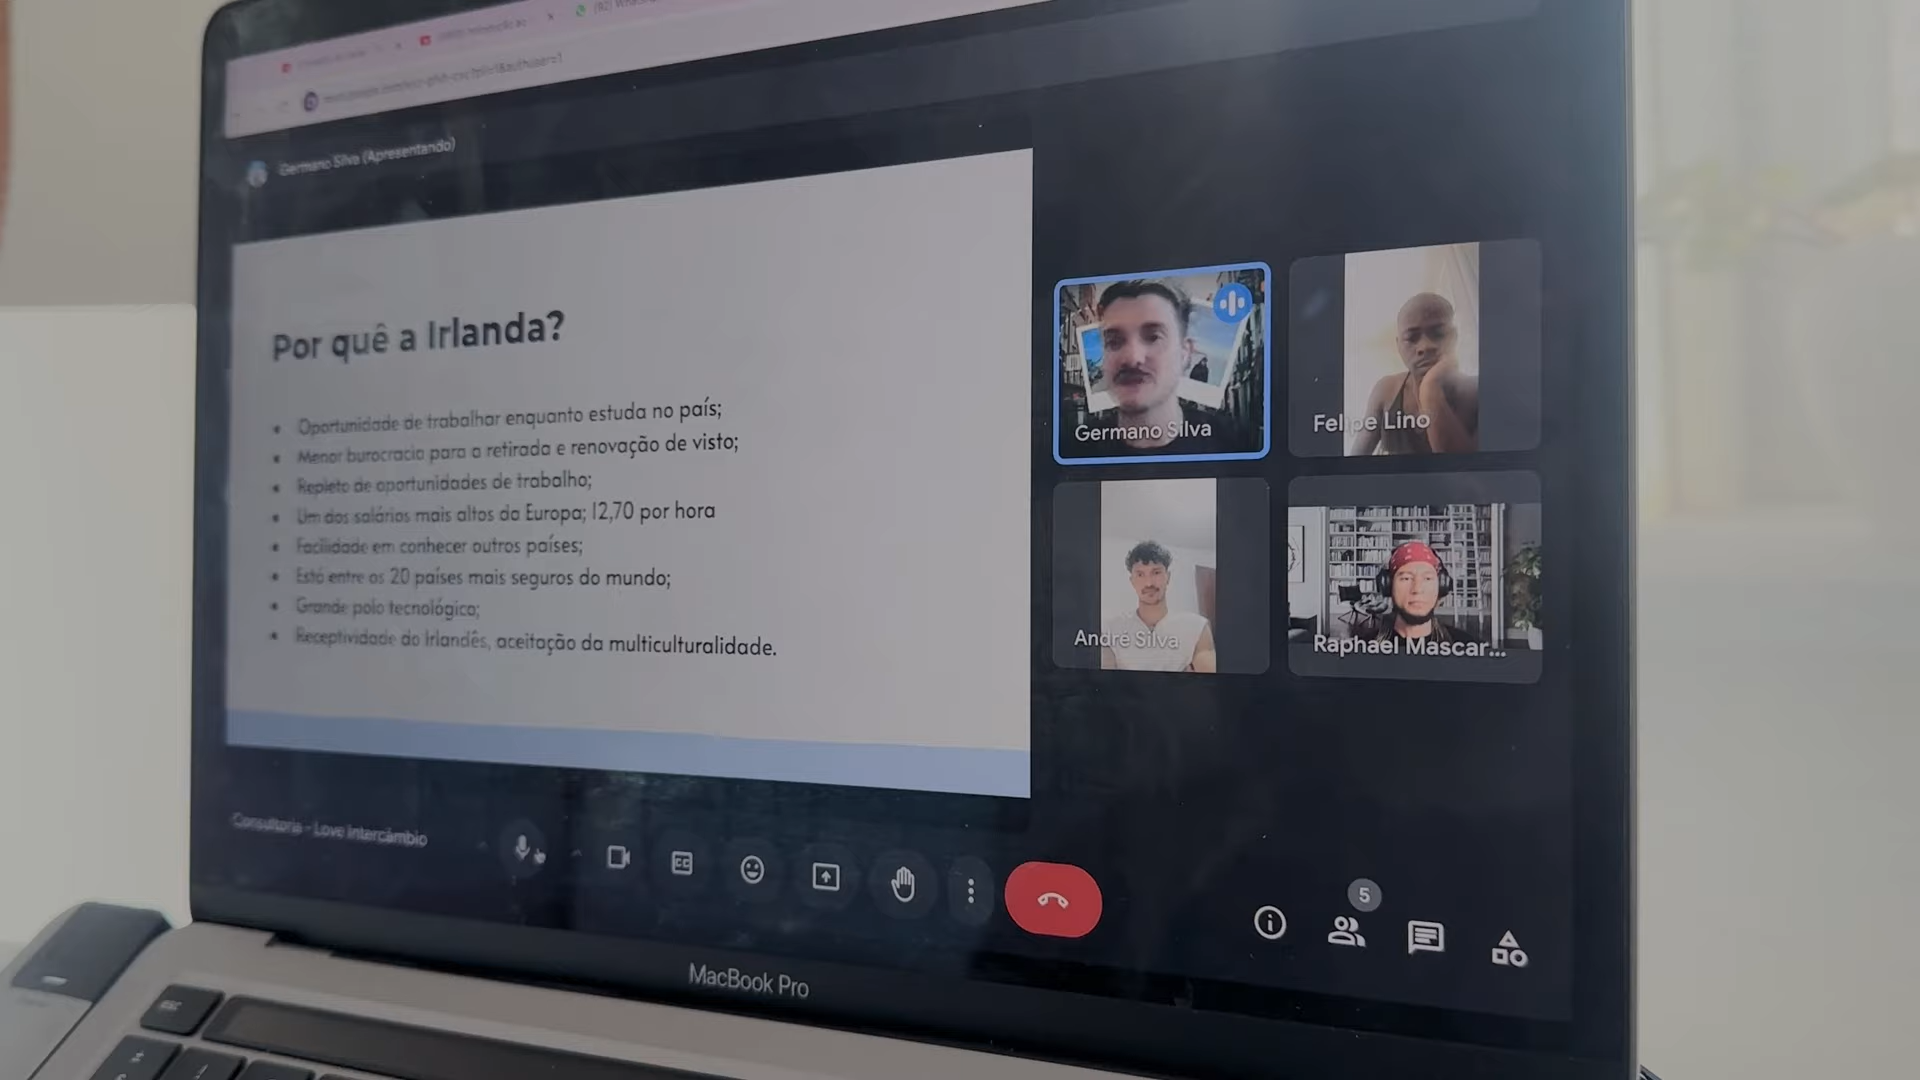 Germano Silva (Apresentando)
Por quê a Irlanda?
Oportunidade de trabalhar enquanto estuda no país;
Menor burocracia para a retirada e renovação de visto;
Repleto de oportunidades de trabalho;
Um dos salários mais altos da Europa; 12,70 por hora
Facilidade em conhecer outros países;
Está entre os 20 países mais seguros do mundo;
Grande polo tecnológico;
Receptividade do Irlandês, aceitação da multiculturalidade.
Germano Silva
Felipe Lino
André Silva
Raphael Mascar...
Consultoria - Love Intercâmbio
CC
5
MacBook Pro
esc